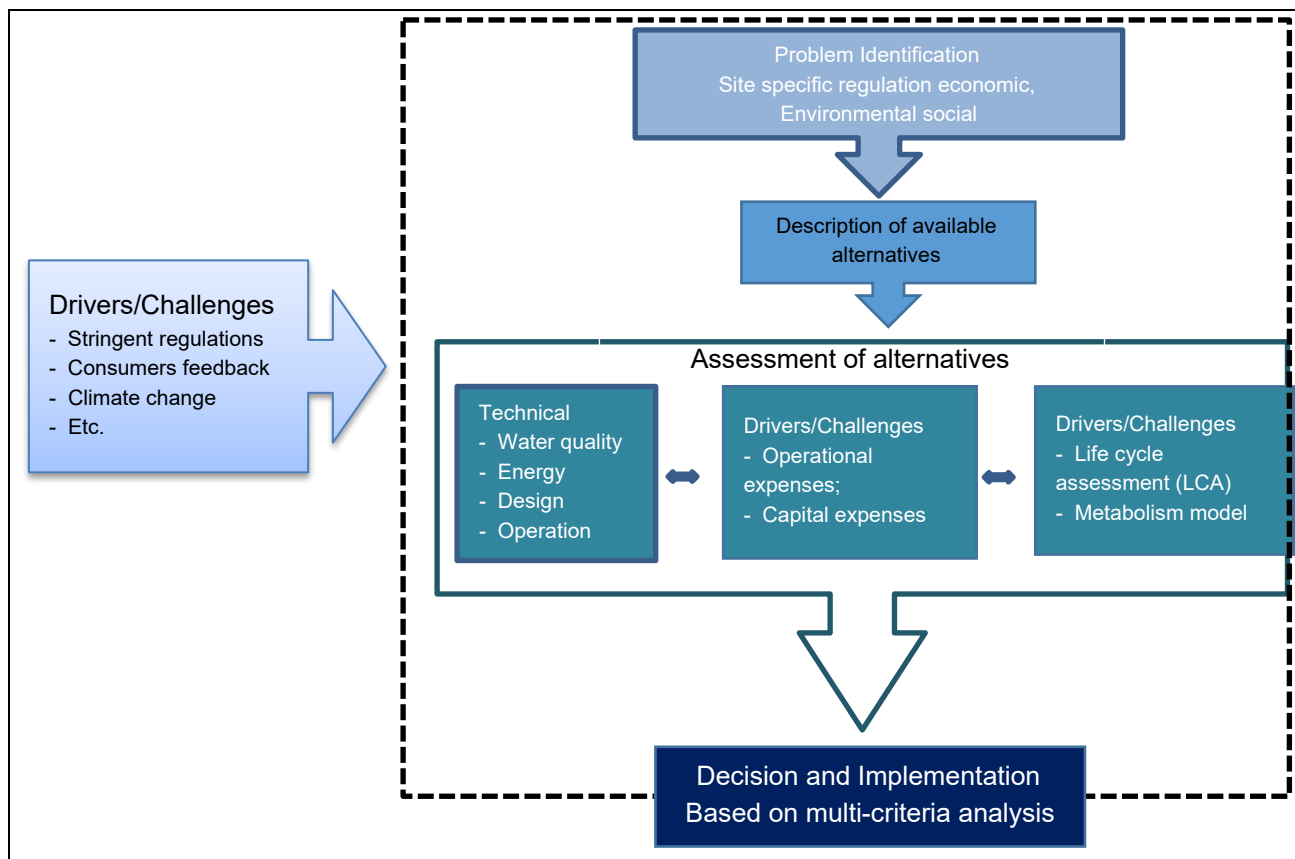 Problem Identification
Site specific regulation economic,
Environmental social
Description of available
alternatives
Drivers/Challenges
- Stringent regulations
- Consumers feedback
- Climate change
- Etc.
Assessment of alternatives
Technical
- Water quality
- Energy
- Design
- Operation
Drivers/Challenges
- Operational
expenses;
- Capital expenses
Drivers/Challenges
- Life cycle
assessment (LCA)
- Metabolism model
Decision and Implementation
Based on multi-criteria analysis